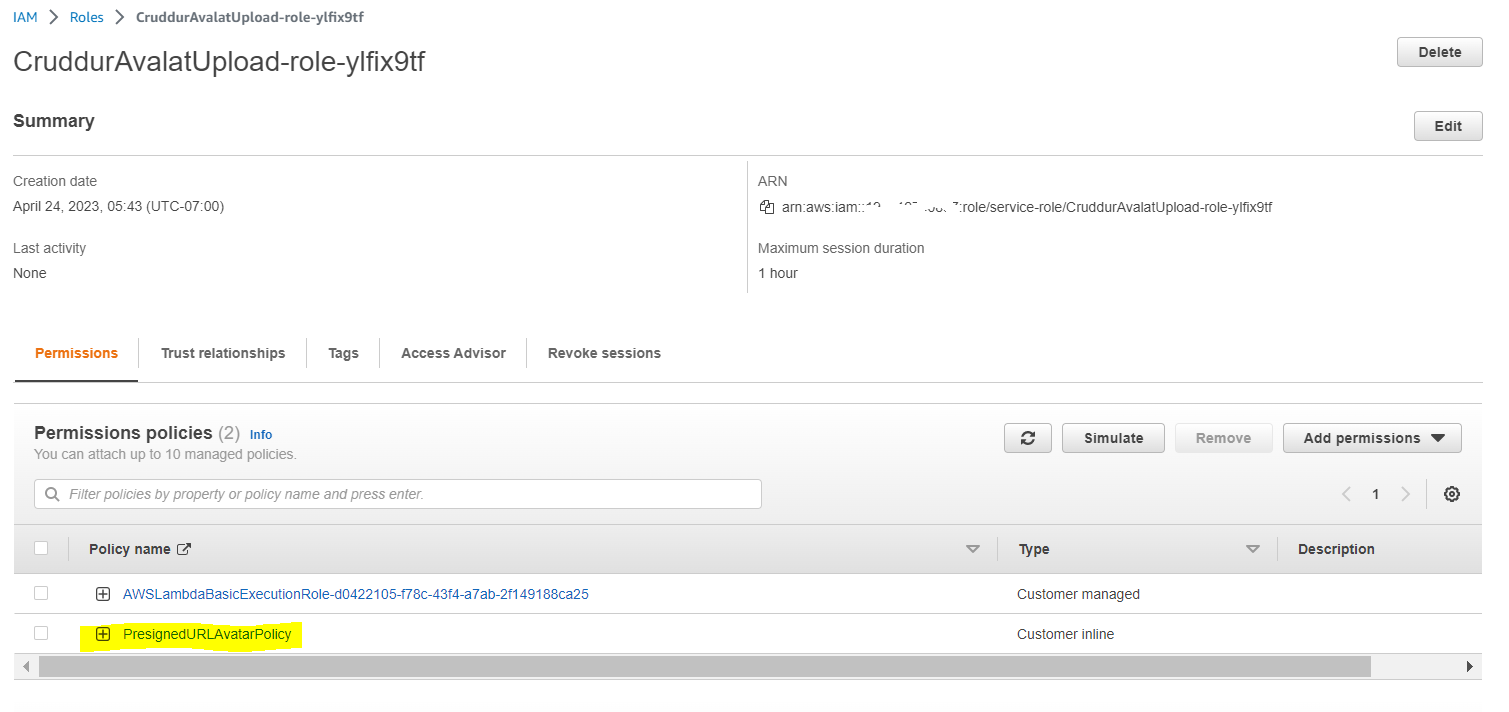 IAM > Roles > CruddurAvalatUpload-role-ylfix9tf
CruddurAvalatUpload-role-ylfix9tf
Delete
Summary
Edit
Creation date
April 24, 2023, 05:43 (UTC-07:00)
ARN
arn:aws:iam:: :role/service-role/CruddurAvalatUpload-role-ylfix9tf
Last activity
None
Maximum session duration
1 hour
Permissions
Trust relationships
Tags
Access Advisor
Revoke sessions
Permissions policies (2) Info
You can attach up to 10 managed policies.
Simulate
Remove
Add permissions
Filter policies by property or policy name and press enter.
1
Policy name
Type
Description
AWSLambdaBasicExecutionRole-d0422105-f78c-43f4-a7ab-2f149188ca25
Customer managed
PresignedURLAvatarPolicy
Customer inline